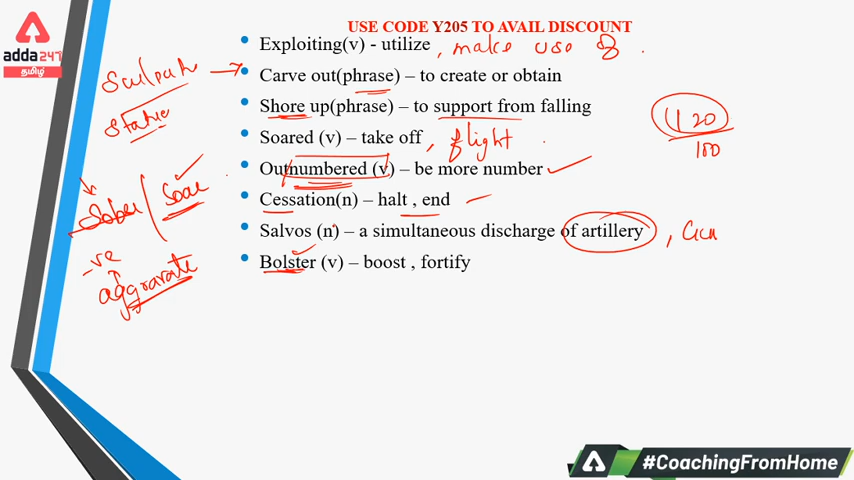 USE CODE Y205 TO AVAIL DISCOUNT
adda247
தமிழ்
Exploiting(v) - utilize , make use of .
Carve out(phrase) – to create or obtain
Shore up(phrase) – to support from falling
Soared (v) – take off , flight
Outnumbered (v) – be more number
Cessation(n) – halt , end
Salvos (n) – a simultaneous discharge of artillery , Gun
Bolster (v) – boost , fortify
Statue
Soar
-ve
120
100
#CoachingFromHome